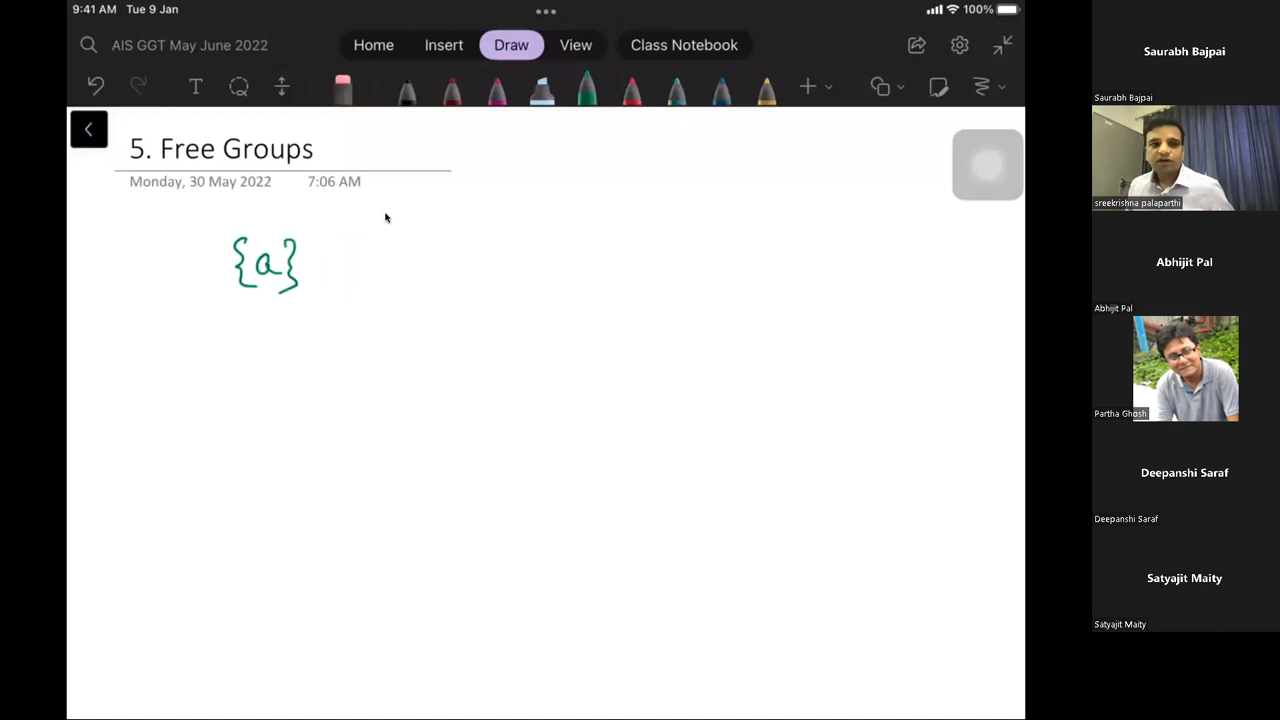 9:41 AM Tue 9 Jan
100%
AIS GGT May June 2022
Home Insert Draw View Class Notebook
T
5. Free Groups
Monday, 30 May 2022 7:06 AM
{a}
Saurabh Bajpai
Saurabh Bajpai
sreekrishna palaparthi
Abhijit Pal
Abhijit Pal
Partha Ghosh
Deepanshi Saraf
Deepanshi Saraf
Satyajit Maity
Satyajit Maity